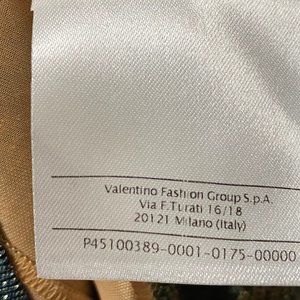 Valentino Fashion Group S.p.A.
Via F.Turati 16/18
20121 Milano (Italy)
P45100389-0001-0175-00000